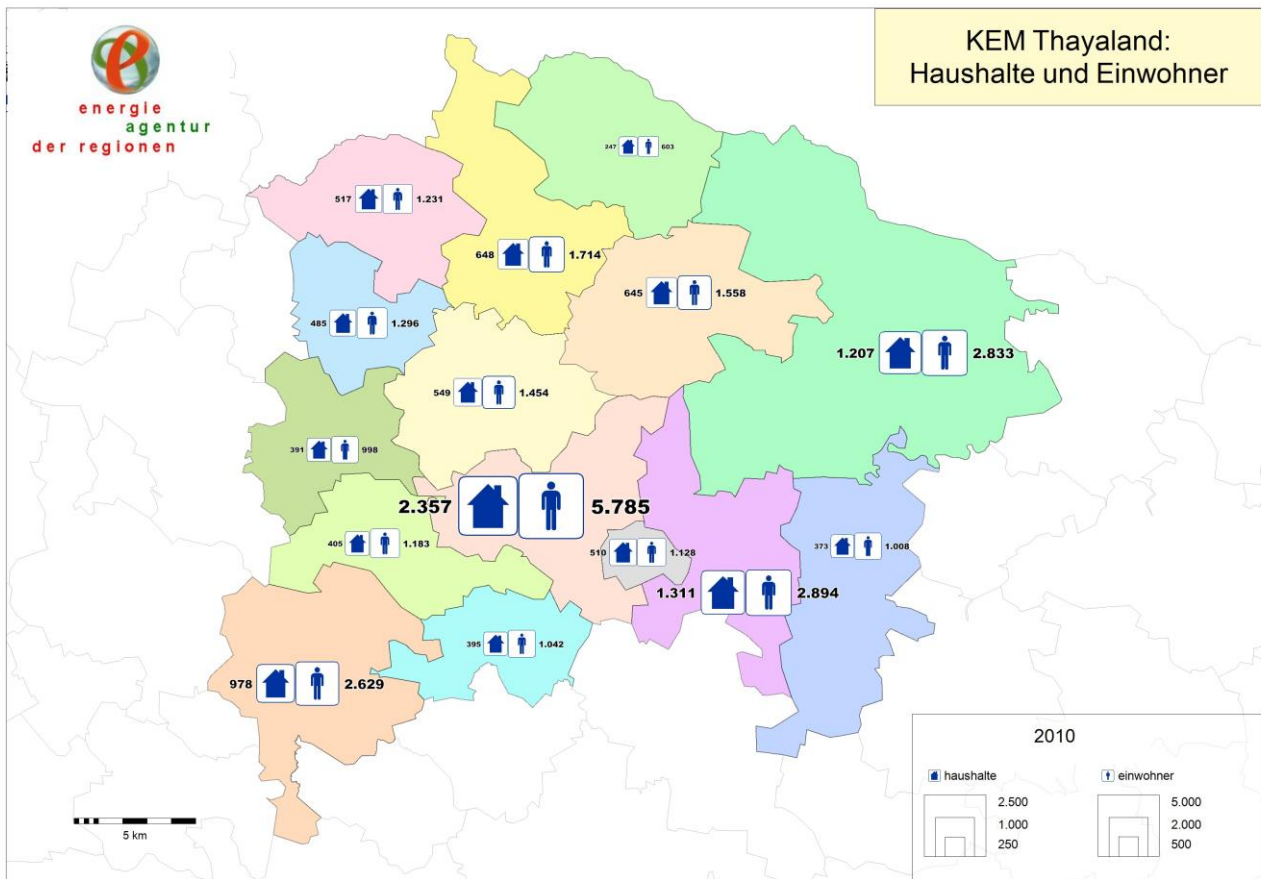 KEM Thayaland:
Haushalte und Einwohner
energie
agentur
der regionen
247 603
517 1.231
648 1.714
645 1.558
485 1.296
1.207 2.833
549 1.454
391 998
2.357 5.785
405 1.183
510 1.128
373 1.008
1.311 2.894
395 1.042
978 2.629
5 km
2010
haushalte einwohner
2.500 5.000
1.000 2.000
250 500